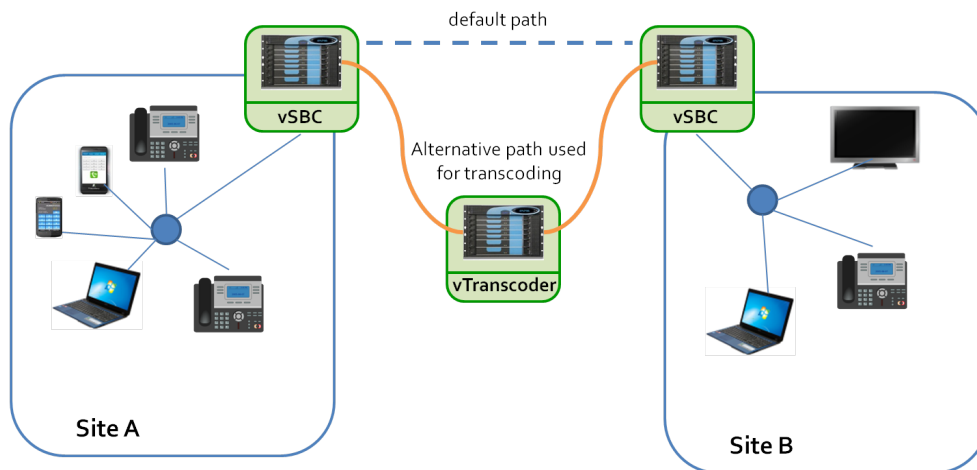 default path
vSBC
vSBC
Alternative path used
for transcoding
vTranscoder
Site A
Site B